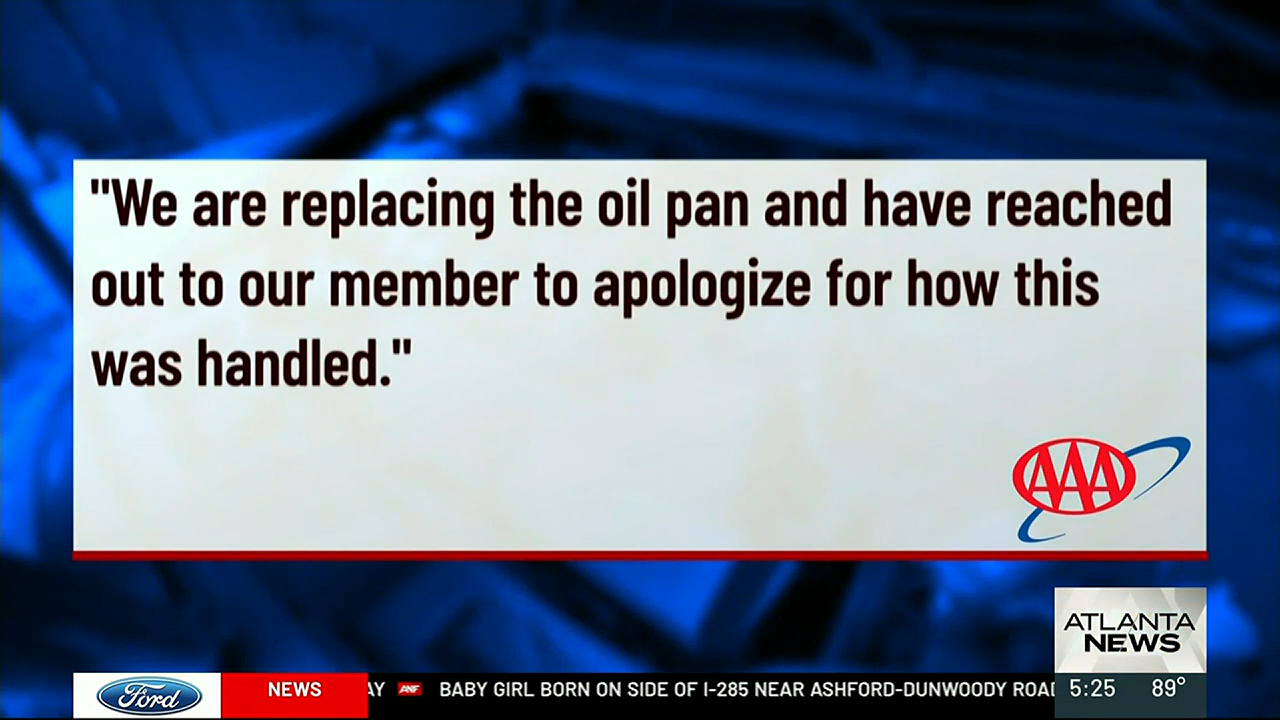 "We are replacing the oil pan and have reached
out to our member to apologize for how this
was handled."
AAA
ATLANTA
NEWS
Ford
NEWS
AY ANF BABY GIRL BORN ON SIDE OF I-285 NEAR ASHFORD-DUNWOODY ROAD
5:25 89°